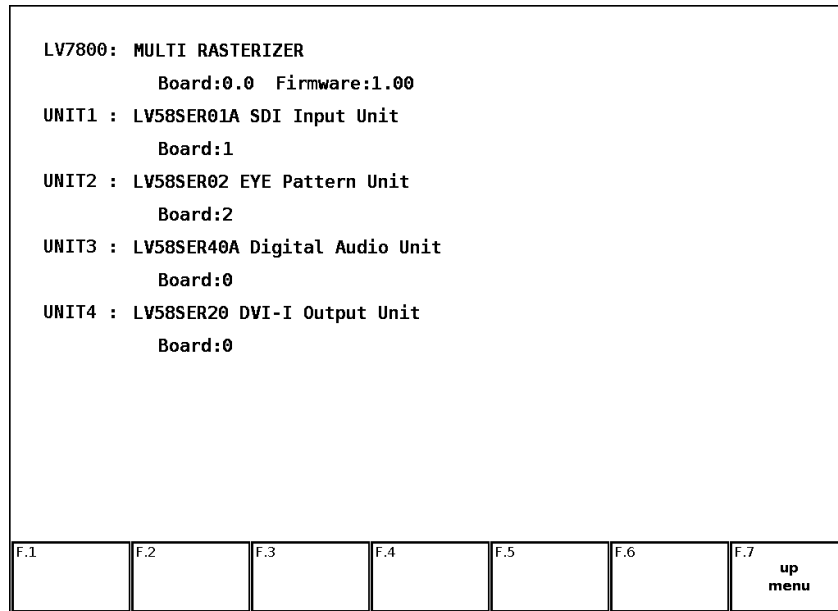 LV7800: MULTI RASTERIZER
Board:0.0 Firmware:1.00
UNIT1 : LV58SER01A SDI Input Unit
Board:1
UNIT2 : LV58SER02 EYE Pattern Unit
Board:2
UNIT3 : LV58SER40A Digital Audio Unit
Board:0
UNIT4 : LV58SER20 DVI-I Output Unit
Board:0
F.1 F.2 F.3 F.4 F.5 F.6 F.7
up
menu